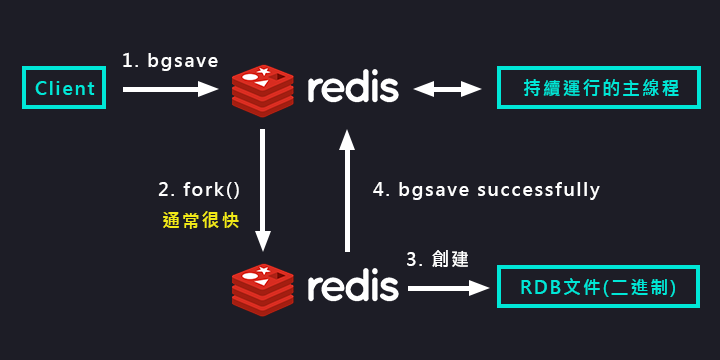 1. bgsave
Client
redis
持續運行的主線程
2. fork()
通常很快
4. bgsave successfully
redis
3. 創建
RDB文件(二進制)